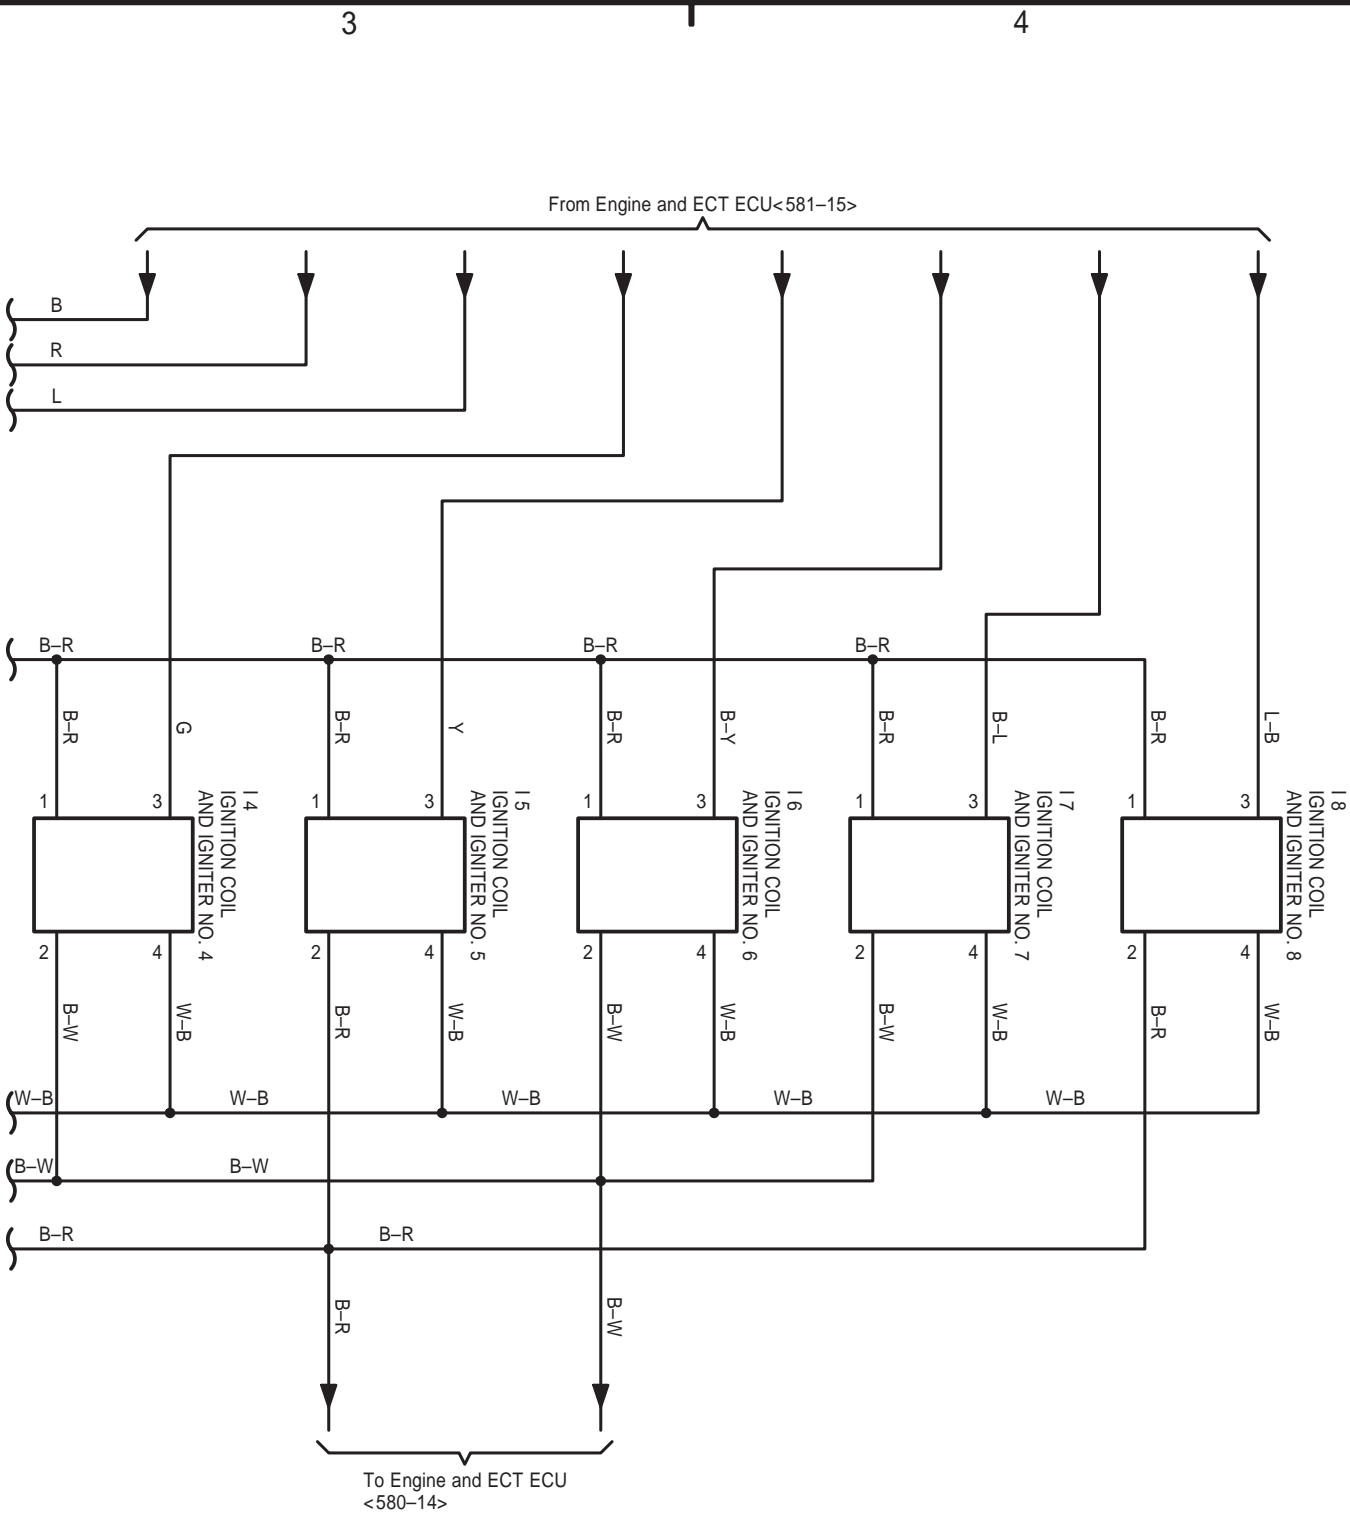 3
4
From Engine and ECT ECU<581–15>
B
R
L
B–R
B–R
B–R
B–R
B–R
G
B–R
Y
B–R
B–Y
B–R
B–L
B–R
L–B
1
3
I 4
IGNITION COIL
AND IGNITER NO. 4
1
3
I 5
IGNITION COIL
AND IGNITER NO. 5
1
3
I 6
IGNITION COIL
AND IGNITER NO. 6
1
3
I 7
IGNITION COIL
AND IGNITER NO. 7
1
3
I 8
IGNITION COIL
AND IGNITER NO. 8
2
4
2
4
2
4
2
4
2
4
B–W
W–B
B–R
W–B
B–W
W–B
B–W
W–B
B–R
W–B
W–B
W–B
W–B
W–B
W–B
B–W
B–W
B–R
B–R
B–R
B–W
To Engine and ECT ECU
<580–14>